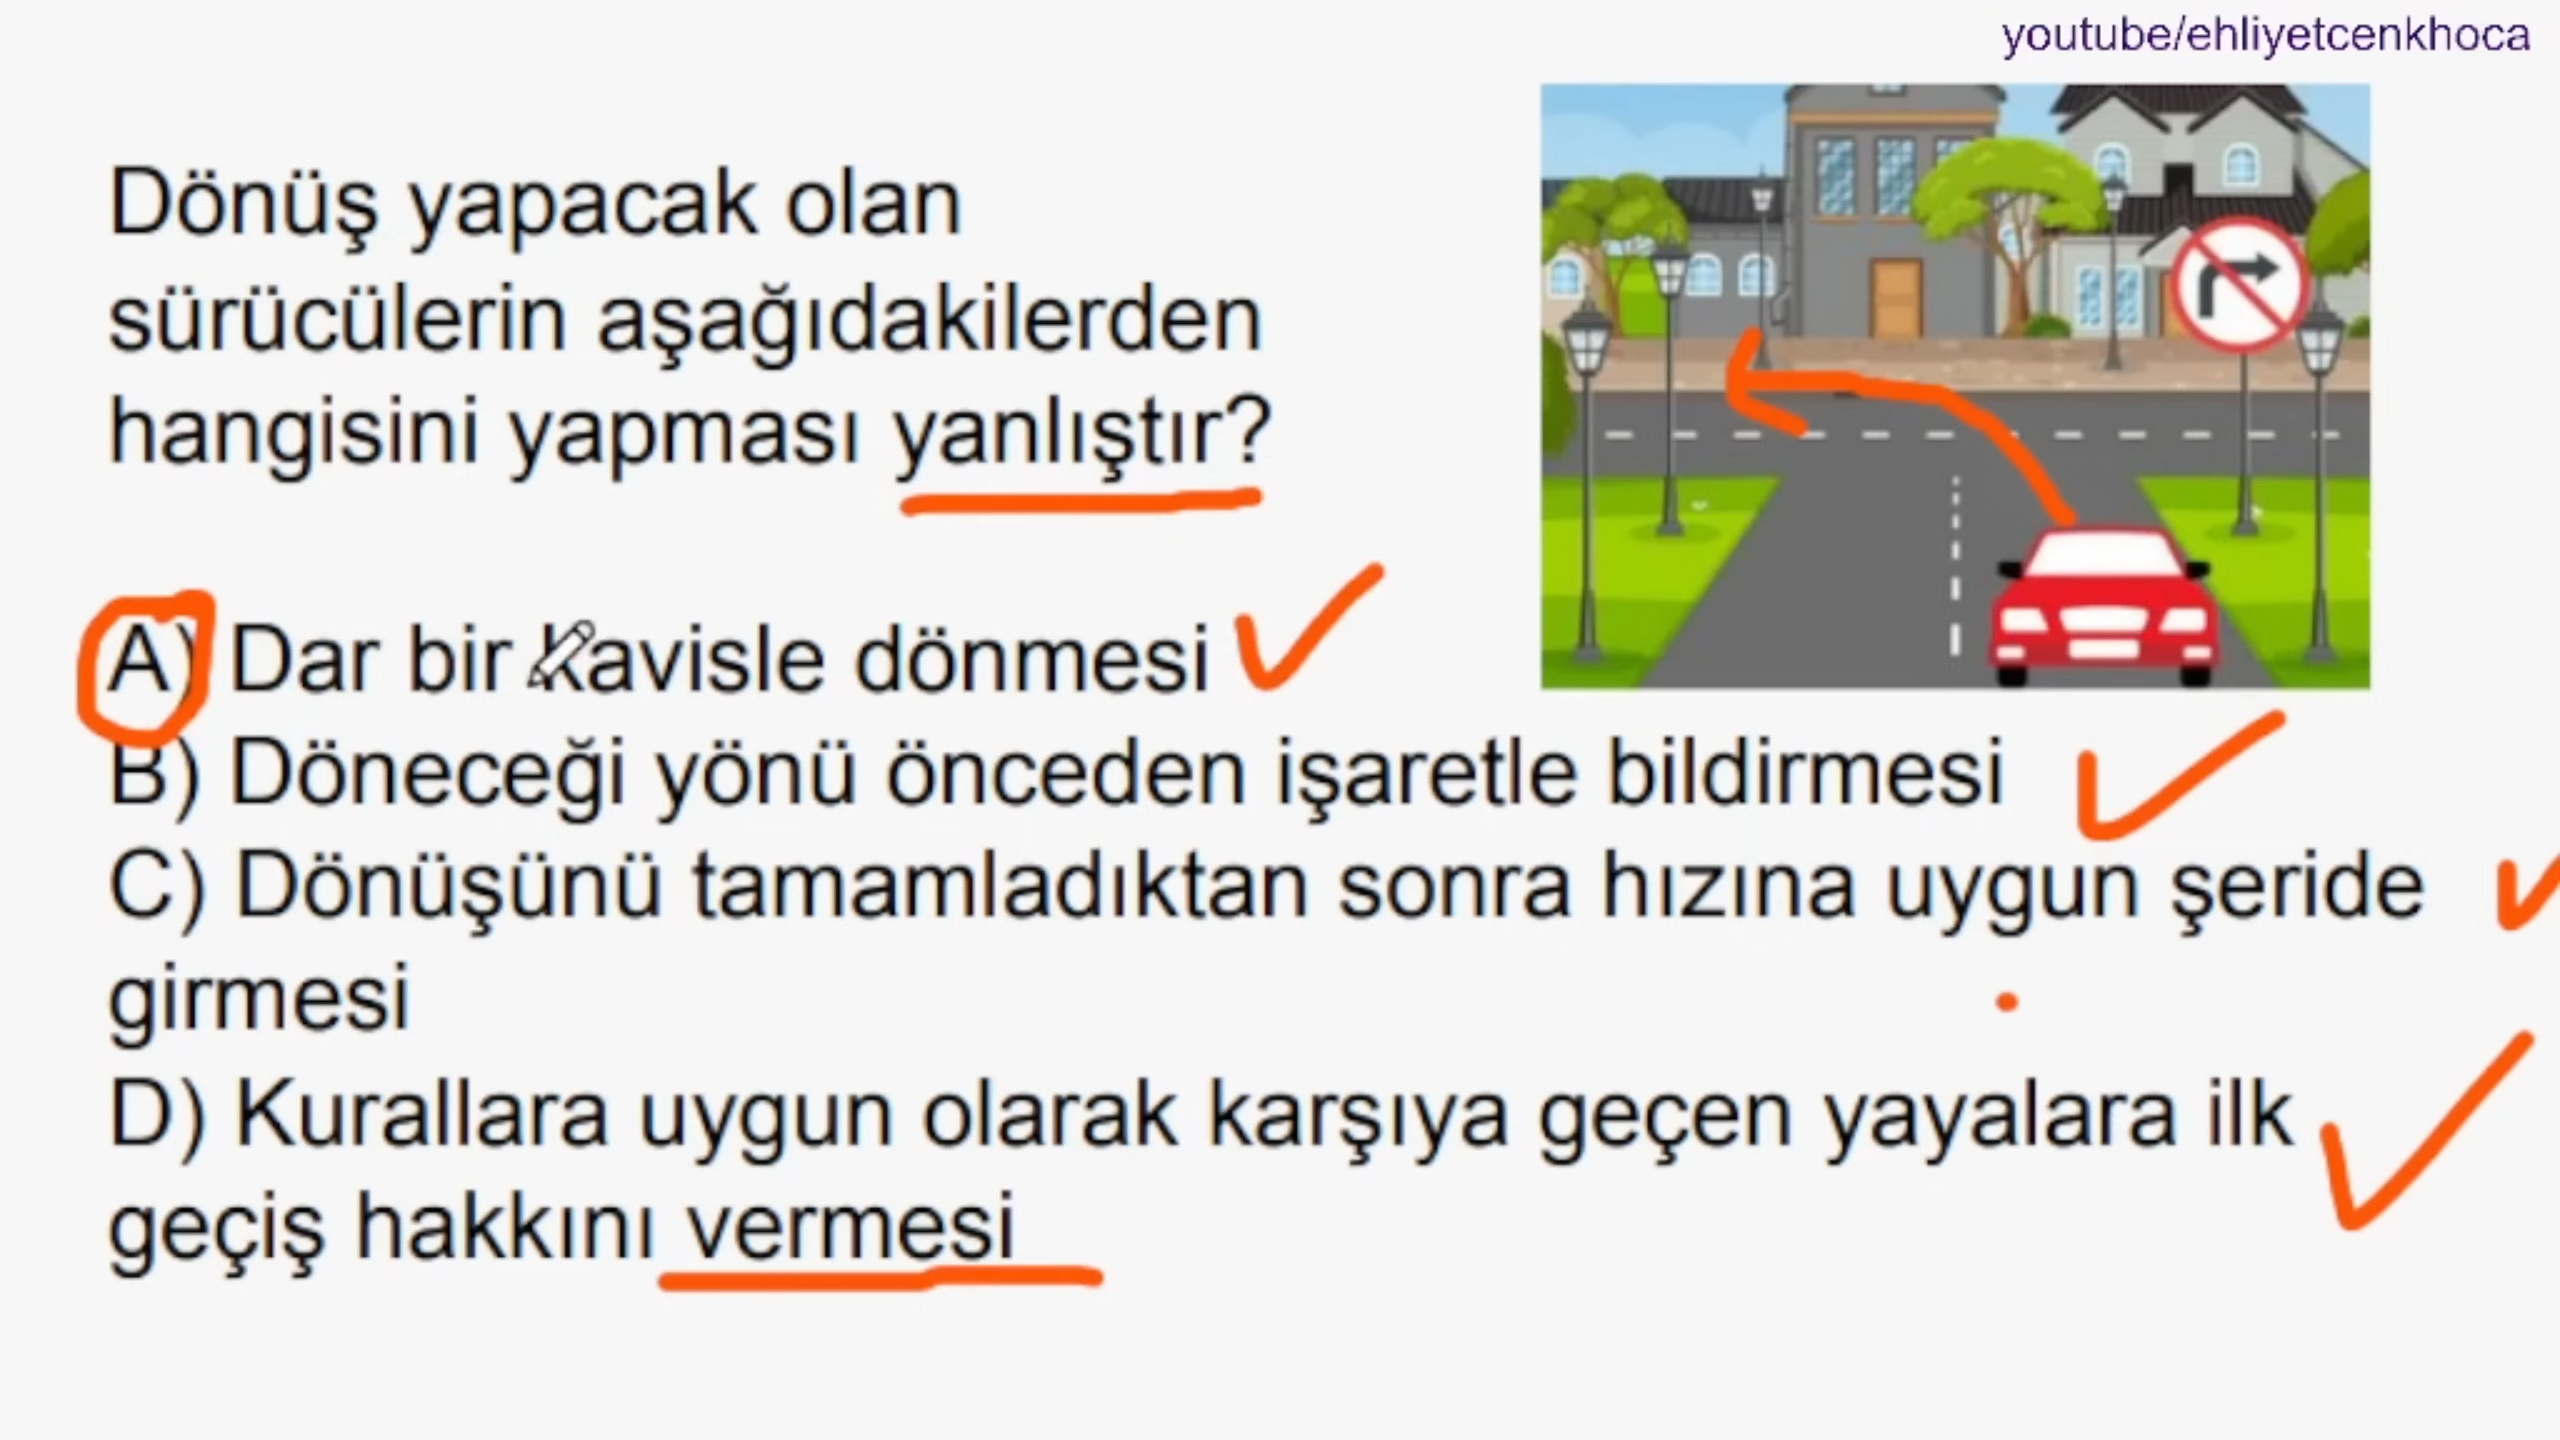 youtube/ehliyetcenkhoca
Dönüş yapacak olan
sürücülerin aşağıdakilerden
hangisini yapması yanlıştır?
A) Dar bir kavisle dönmesi
B) Döneceği yönü önceden işaretle bildirmesi
C) Dönüşünü tamamladıktan sonra hızına uygun şeride
girmesi
D) Kurallara uygun olarak karşıya geçen yayalara ilk
geçiş hakkını vermesi